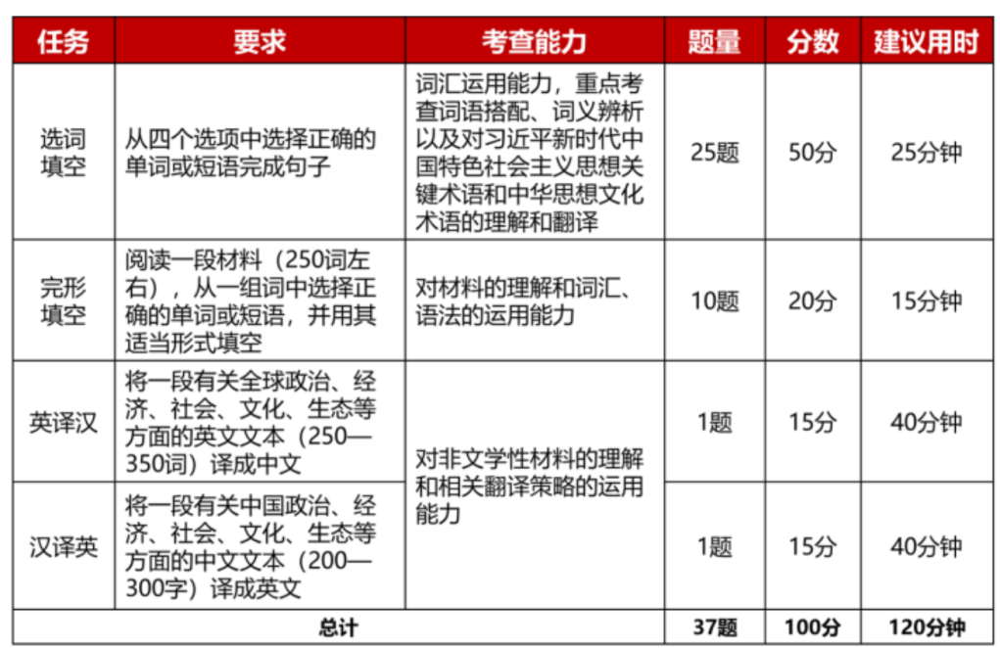 任务 要求 考查能力 题量 分数 建议用时
选词
填空
从四个选项中选择正确的
单词或短语完成句子
词汇运用能力，重点考
查词语搭配、词义辨析
以及对习近平新时代中
国特色社会主义思想关
键术语和中华思想文化
术语的理解和翻译
25题
50分
25分钟
完形
填空
阅读一段材料（250词左
右），从一组词中选择正
确的单词或短语，并用其
适当形式填空
对材料的理解和词汇、
语法的运用能力
10题
20分
15分钟
英译汉
将一段有关全球政治、经
济、社会、文化、生态等
方面的英文文本（250—
350词）译成中文
对非文学性材料的理解
和相关翻译策略的运用
能力
1题
15分
40分钟
汉译英
将一段有关中国政治、经
济、社会、文化、生态等
方面的中文文本（200—
300字）译成英文
1题
15分
40分钟
总计 37题 100分 120分钟